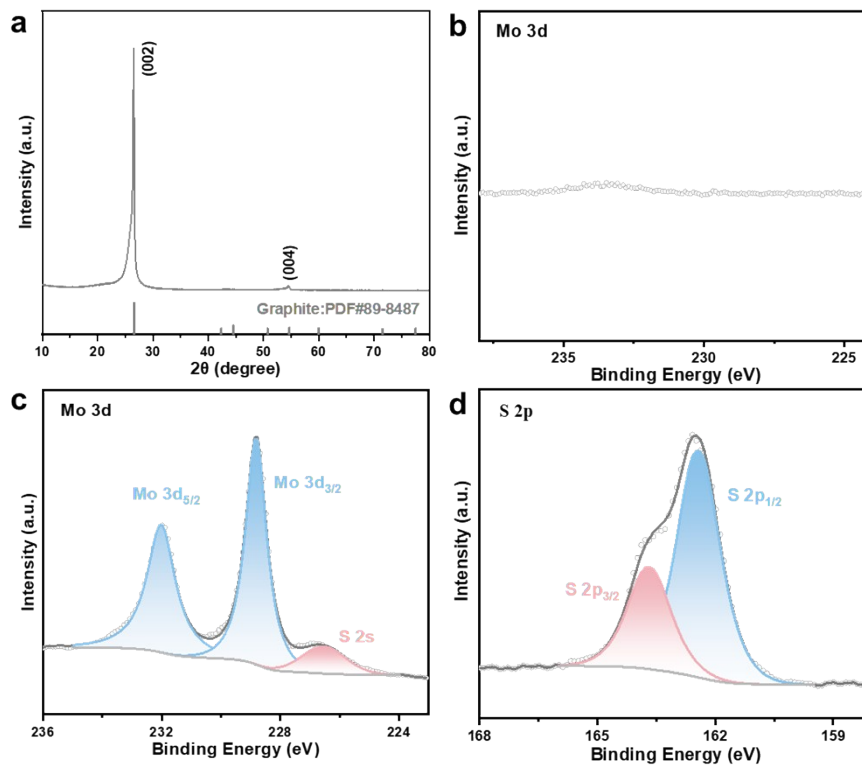 a
(002)
(004)
Graphite:PDF#89-8487
Intensity (a.u.)
10 20 30 40 50 60 70 80
2θ (degree)
b
Mo 3d
Intensity (a.u.)
235 230 225
Binding Energy (eV)
c
Mo 3d
Mo 3d5/2
Mo 3d3/2
S 2s
Intensity (a.u.)
236 232 228 224
Binding Energy (eV)
d
S 2p
S 2p1/2
S 2p3/2
Intensity (a.u.)
168 165 162 159
Binding Energy (eV)